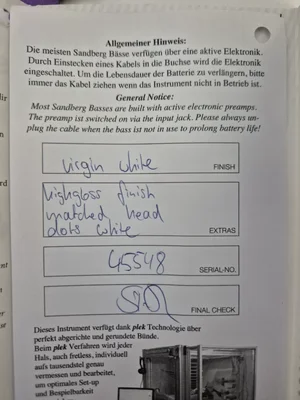 Allgemeiner Hinweis:
Die meisten Sandberg Bässe verfügen über eine aktive Elektronik.
Durch Einstecken eines Kabels in die Buchse wird die Elektronik
eingeschaltet. Um die Lebensdauer der Batterie zu verlängern, bitte
immer das Kabel ziehen wenn das Instrument nicht in Betrieb ist.
General Notice:
Most Sandberg Basses are built with active electronic preamps.
The preamp is switched on via the input jack. Please always un-
plug the cable when the bass ist not in use to prolong battery life!
virgin white
FINISH
highgloss finish
matched head
dots white
EXTRAS
45548
SERIAL-NO.
FINAL CHECK
Dieses Instrument verfügt dank plek Technologie über
perfekt abgerichte und gerundete Bünde.
Beim plek Verfahren wird jeder
Hals, auch fretless, individuell
aufs tausendstel genau
vermessen und bearbeitet,
um optimales Set-up
und Bespielbarkeit